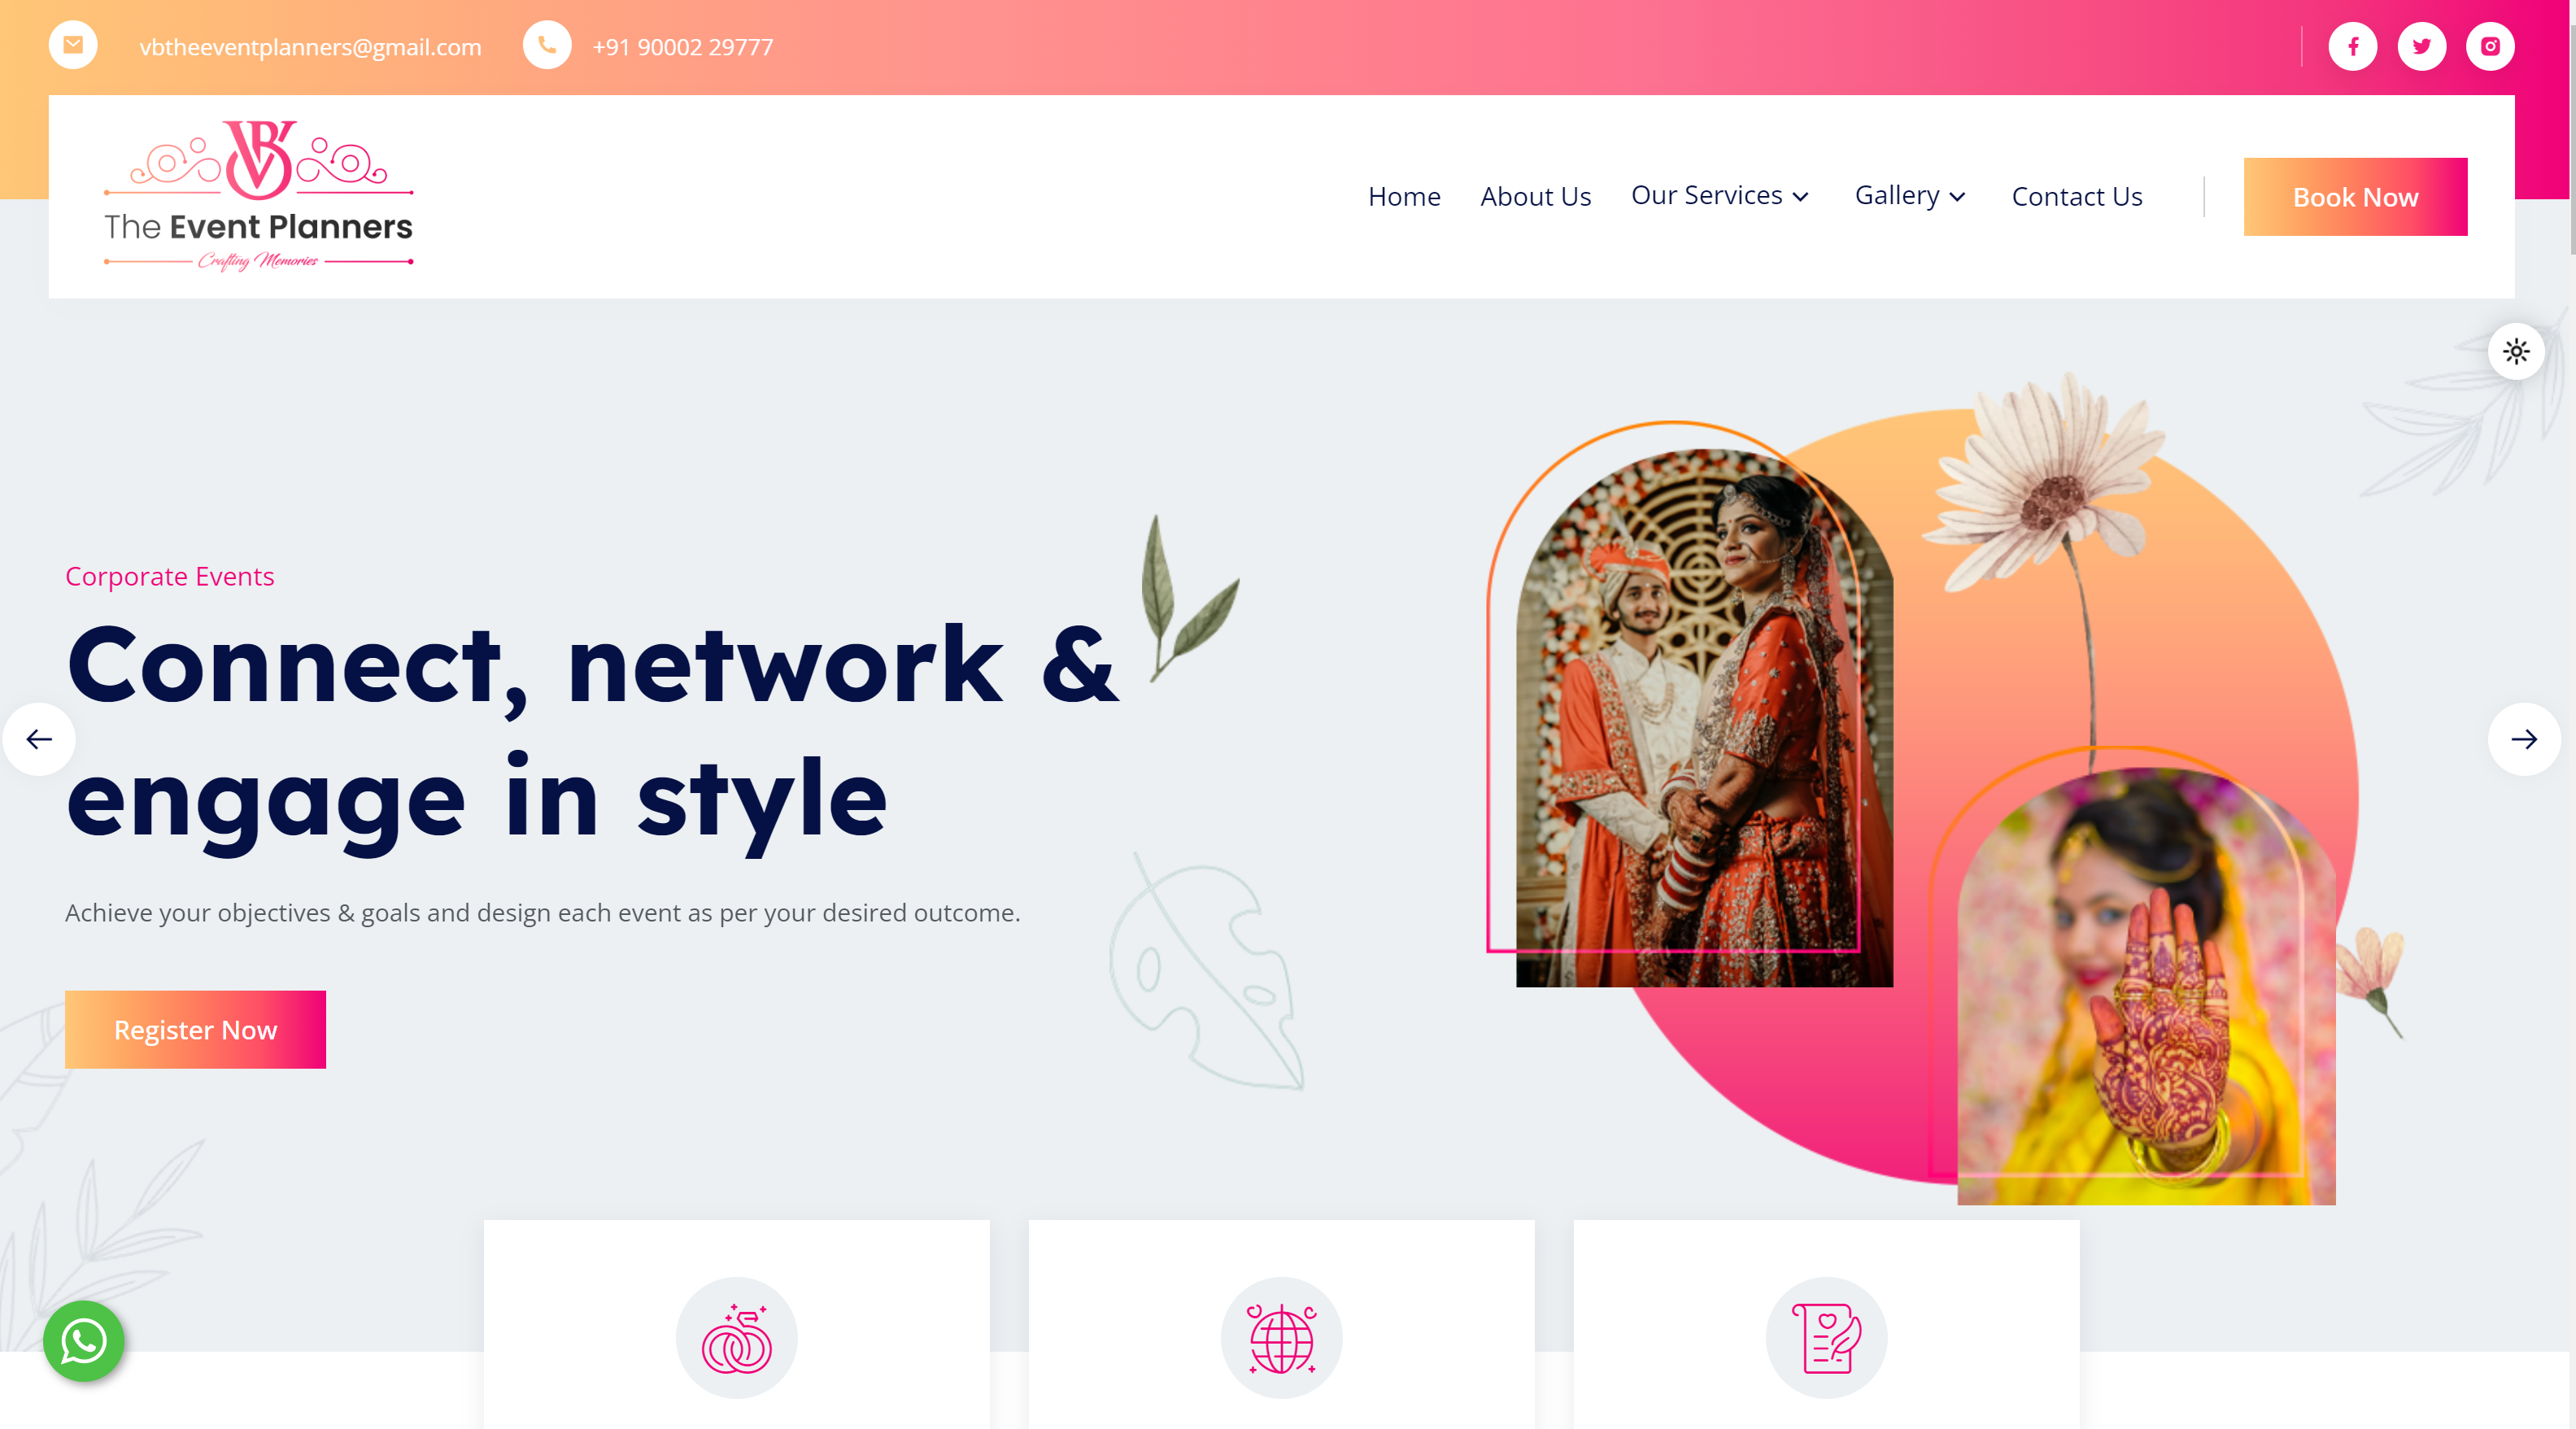 vbtheeventplanners@gmail.com
+91 90002 29777
VB
The Event Planners
Crafting Memories
Home
About Us
Our Services
Gallery
Contact Us
Book Now
Corporate Events
Connect, network &
engage in style
Achieve your objectives & goals and design each event as per your desired outcome.
Register Now